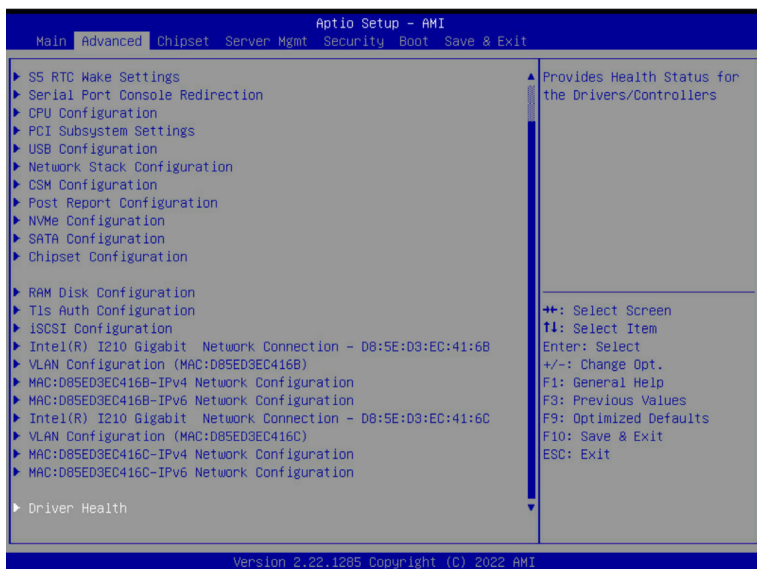 Aptio Setup – AMI
Main Advanced Chipset Server Mgmt Security Boot Save & Exit
S5 RTC Wake Settings
Serial Port Console Redirection
CPU Configuration
PCI Subsystem Settings
USB Configuration
Network Stack Configuration
CSM Configuration
Post Report Configuration
NVMe Configuration
SATA Configuration
Chipset Configuration
RAM Disk Configuration
Tls Auth Configuration
iSCSI Configuration
Intel(R) I210 Gigabit  Network Connection – D8:5E:D3:EC:41:6B
VLAN Configuration (MAC:D85ED3EC416B)
MAC:D85ED3EC416B-IPv4 Network Configuration
MAC:D85ED3EC416B-IPv6 Network Configuration
Intel(R) I210 Gigabit  Network Connection – D8:5E:D3:EC:41:6C
VLAN Configuration (MAC:D85ED3EC416C)
MAC:D85ED3EC416C-IPv4 Network Configuration
MAC:D85ED3EC416C-IPv6 Network Configuration
Driver Health
Provides Health Status for
the Drivers/Controllers
→←: Select Screen
↑↓: Select Item
Enter: Select
+/-: Change Opt.
F1: General Help
F3: Previous Values
F9: Optimized Defaults
F10: Save & Exit
ESC: Exit
Version 2.22.1285 Copyright (C) 2022 AMI